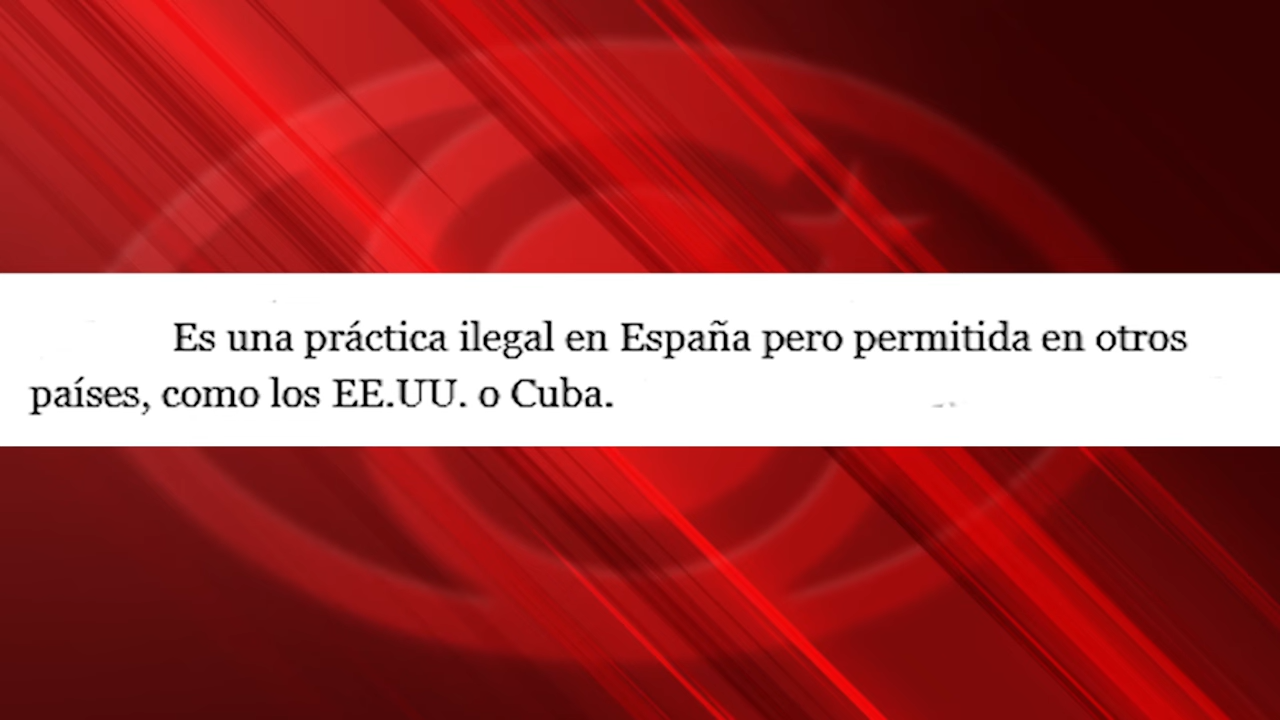 Es una práctica ilegal en España pero permitida en otros
países, como los EE.UU. o Cuba.